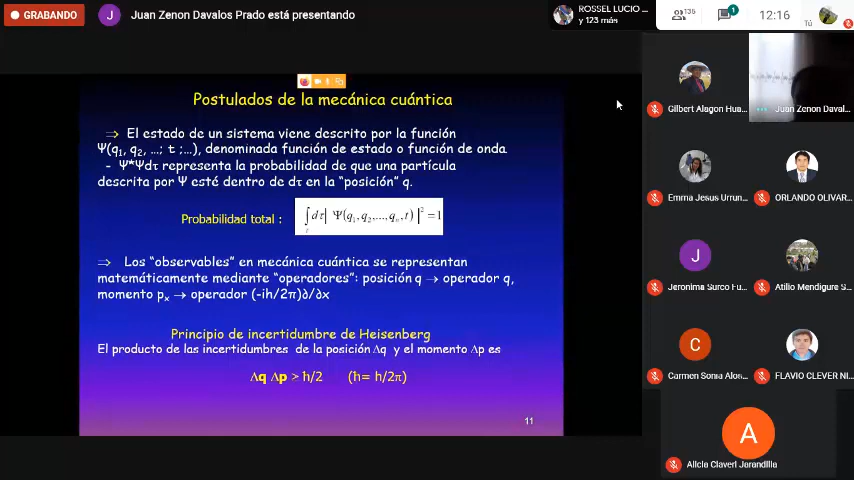 GRABANDO
J Juan Zenon Davalos Prado está presentando
ROSSEL LUCIO ...
y 123 más
136
1
12:16
Tú
Postulados de la mecánica cuántica
⇒ El estado de un sistema viene descrito por la función
Ψ(q1, q2, …; t ;…), denominada función de estado o función de onda.
- Ψ*Ψdτ representa la probabilidad de que una partícula
descrita por Ψ esté dentro de dτ en la "posición" q.
Probabilidad total : ∫ dτ| Ψ(q1, q2,..., qn, t) |² = 1
⇒ Los "observables" en mecánica cuántica se representan
matemáticamente mediante "operadores": posición q → operador q,
momento px → operador (-ih/2π)∂/∂x
Principio de incertidumbre de Heisenberg
El producto de las incertidumbres de la posición Δq y el momento Δp es
Δq Δp > ħ/2 (ħ= h/2π)
11
Gilbert Alagon Hua...
Juan Zenon Daval...
Emma Jesus Urrun...
ORLANDO OLIVAR...
J
Jeronima Surco Fu...
Atilio Mendigure S...
C
Carmen Sonia Alon...
FLAVIO CLEVER NI...
A
Alicia Claveri Jarandilla